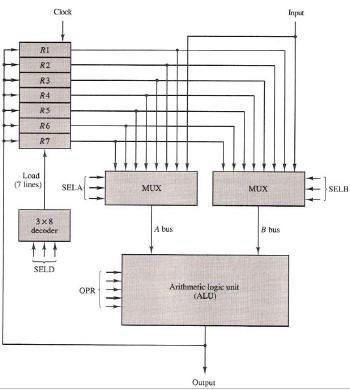 Clock
Input
R1
R2
R3
R4
R5
R6
R7
Load
(7 lines)
SELA
MUX
MUX
SELB
3 × 8
decoder
A bus
B bus
SELD
OPR
Arithmetic logic unit
(ALU)
Output